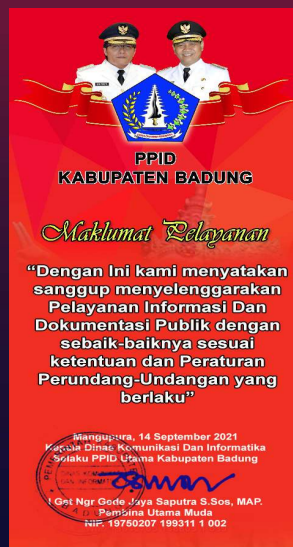 PPID
KABUPATEN BADUNG
Maklumat Pelayanan
“Dengan Ini kami menyatakan
sanggup menyelenggarakan
Pelayanan Informasi Dan
Dokumentasi Publik dengan
sebaik-baiknya sesuai
ketentuan dan Peraturan
Perundang-Undangan yang
berlaku”
Mangupura, 14 September 2021
Kepala Dinas Komunikasi Dan Informatika
Selaku PPID Utama Kabupaten Badung
I Gst Ngr Gede Jaya Saputra S.Sos, MAP.
Pembina Utama Muda
NIP. 19750207 199311 1 002